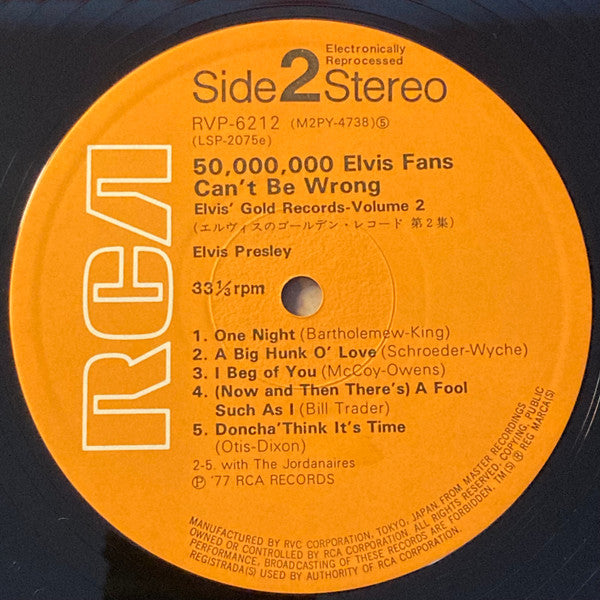 RCA
Electronically
Reprocessed
Side 2 Stereo
RVP-6212 (M2PY-4738)⑤
(LSP-2075e)
50,000,000 Elvis Fans
Can't Be Wrong
Elvis' Gold Records-Volume 2
(エルヴィスのゴールデン・レコード 第2集)
Elvis Presley
33⅓rpm
1. One Night (Bartholemew-King)
2. A Big Hunk O' Love (Schroeder-Wyche)
3. I Beg of You (McCoy-Owens)
4. (Now and Then There's) A Fool
Such As I (Bill Trader)
5. Doncha' Think It's Time
(Otis-Dixon)
2-5. with The Jordanaires
Ⓟ '77 RCA RECORDS
MANUFACTURED BY RVC CORPORATION, TOKYO, JAPAN. FROM MASTER RECORDINGS
OWNED OR CONTROLLED BY RCA CORPORATION. ALL RIGHTS RESERVED. COPYING, PUBLIC
PERFORMANCE, BROADCASTING OF THESE RECORDS ARE FORBIDDEN. TM(S) ® REG MARCA(S)
REGISTRADA(S) USED BY AUTHORITY OF RCA CORPORATION.